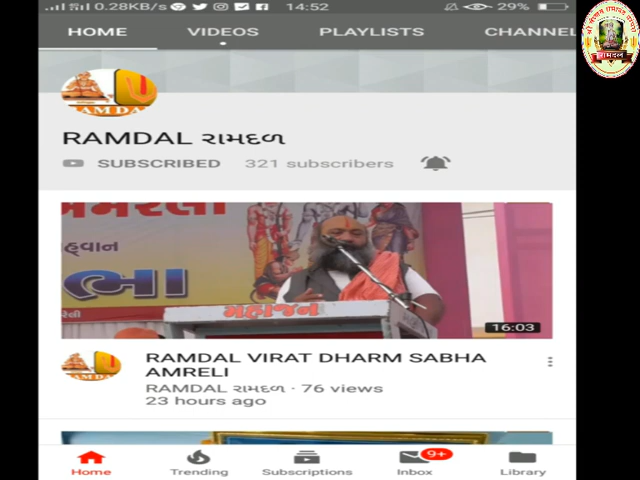 0.28KB/s 14:52 29%
HOME VIDEOS PLAYLISTS CHANNEL
RAMDA
RAMDAL રામદળ
SUBSCRIBED 321 subscribers
અમરેલી
મહાજન
16:03
RAMDAL VIRAT DHARM SABHA
AMRELI
RAMDAL રામદળ · 76 views
23 hours ago
Home Trending Subscriptions Inbox 9+ Library